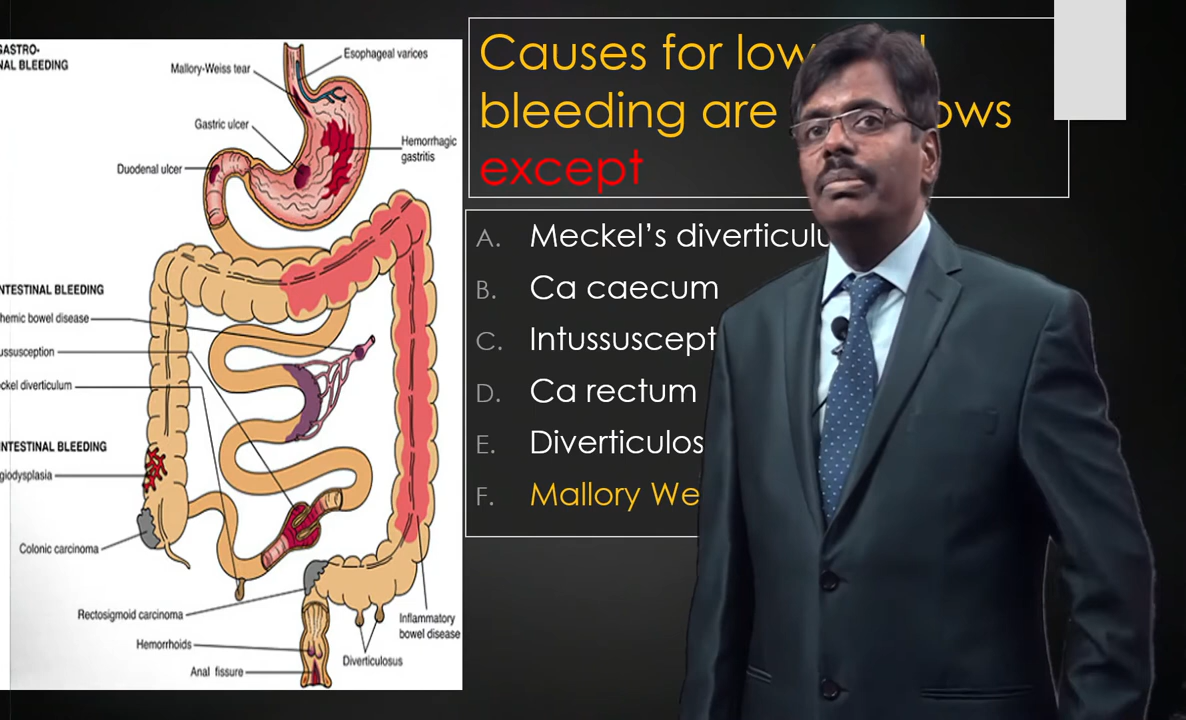 GASTRO-
NAL BLEEDING
Esophageal varices
Mallory-Weiss tear
Gastric ulcer
Hemorrhagic
gastritis
Duodenal ulcer
NTESTINAL BLEEDING
hemic bowel disease
ussusception
ckel diverticulum
NTESTINAL BLEEDING
giodysplasia
Colonic carcinoma
Rectosigmoid carcinoma
Inflammatory
bowel disease
Hemorrhoids
Diverticulosus
Anal fissure
Causes for low
bleeding are ows
except
A. Meckel's diverticulu
B. Ca caecum
C. Intussuscept
D. Ca rectum
E. Diverticulos
F. Mallory We